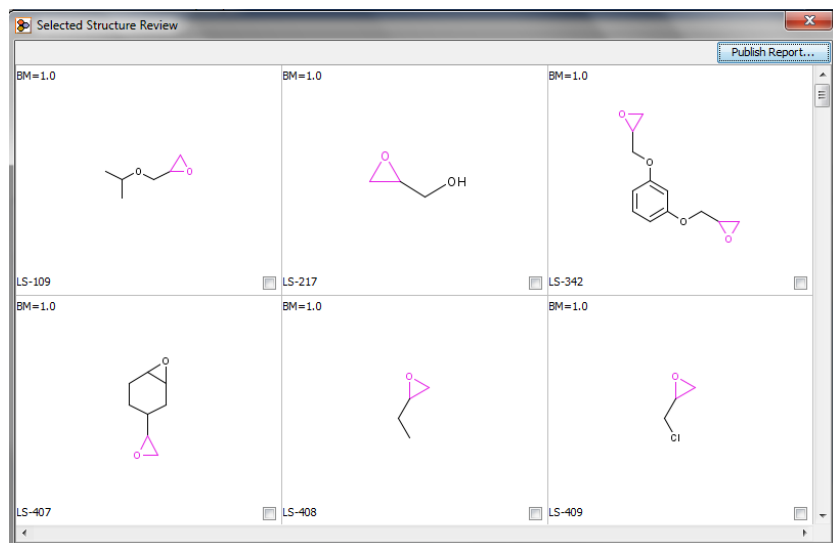 Selected Structure Review
Publish Report...
BM=1.0
BM=1.0
BM=1.0
O
O
O
OH
O
O
O
O
LS-109
LS-217
LS-342
BM=1.0
BM=1.0
BM=1.0
O
O
O
O
Cl
LS-407
LS-408
LS-409